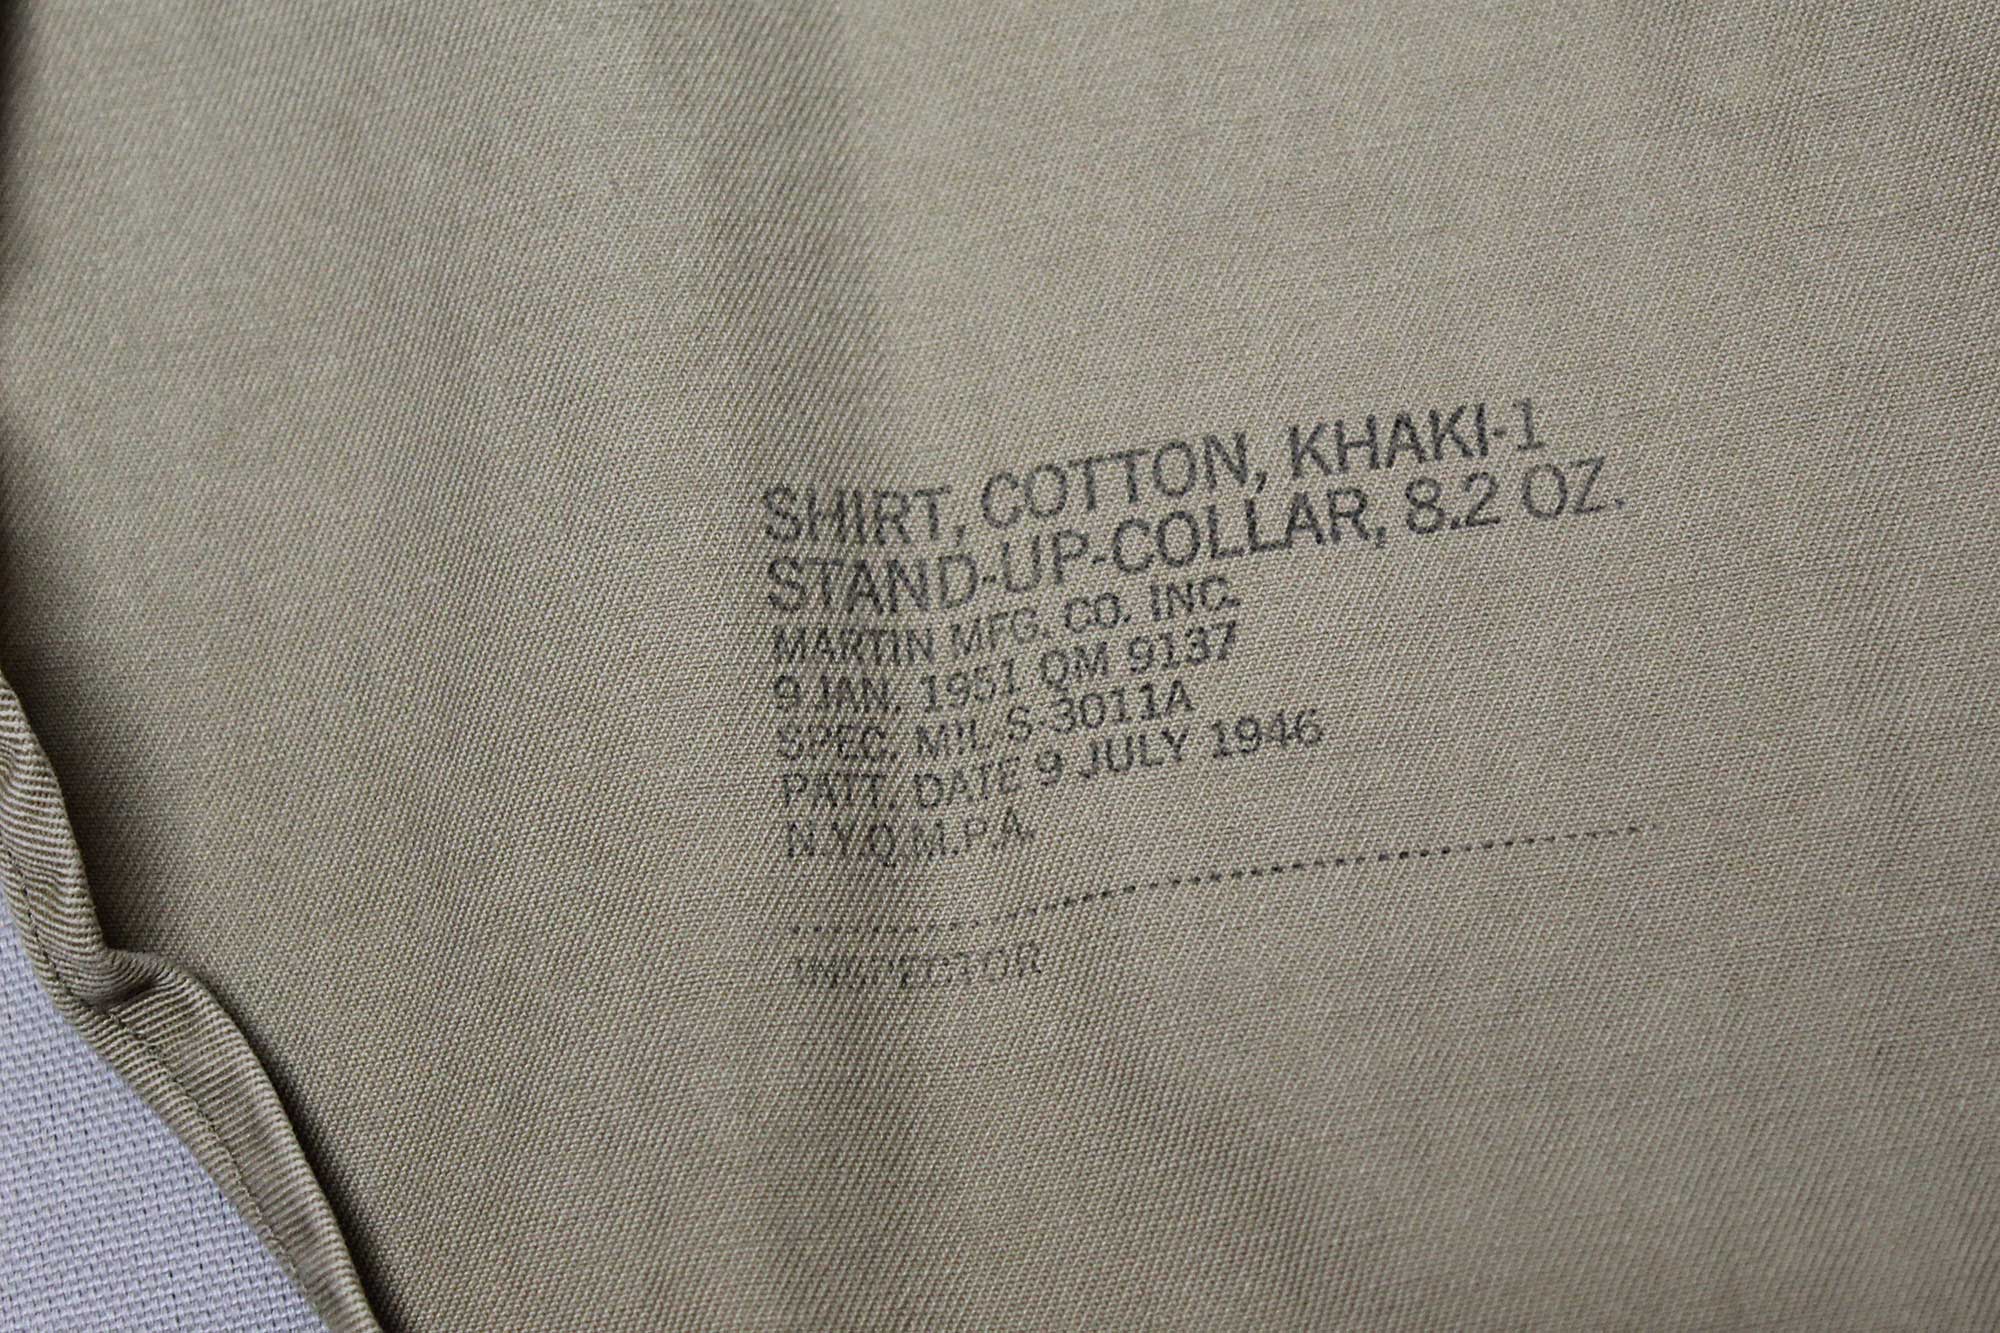 SHIRT, COTTON, KHAKI-1
STAND-UP-COLLAR, 8.2 OZ.
MARTIN MFG. CO. INC.
9 JAN. 1951 QM 9137
SPEC. MIL S-3011A
PATT. DATE 9 JULY 1946
N.Y.Q.M.P.A.
INSPECTOR